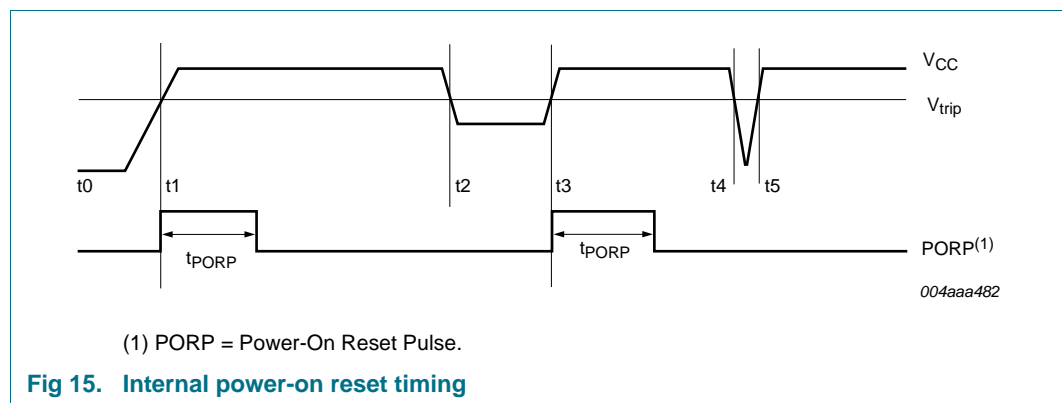 VCC
Vtrip
t0 t1 t2 t3 t4 t5
tPORP tPORP PORP(1)
004aaa482
(1) PORP = Power-On Reset Pulse.
Fig 15. Internal power-on reset timing